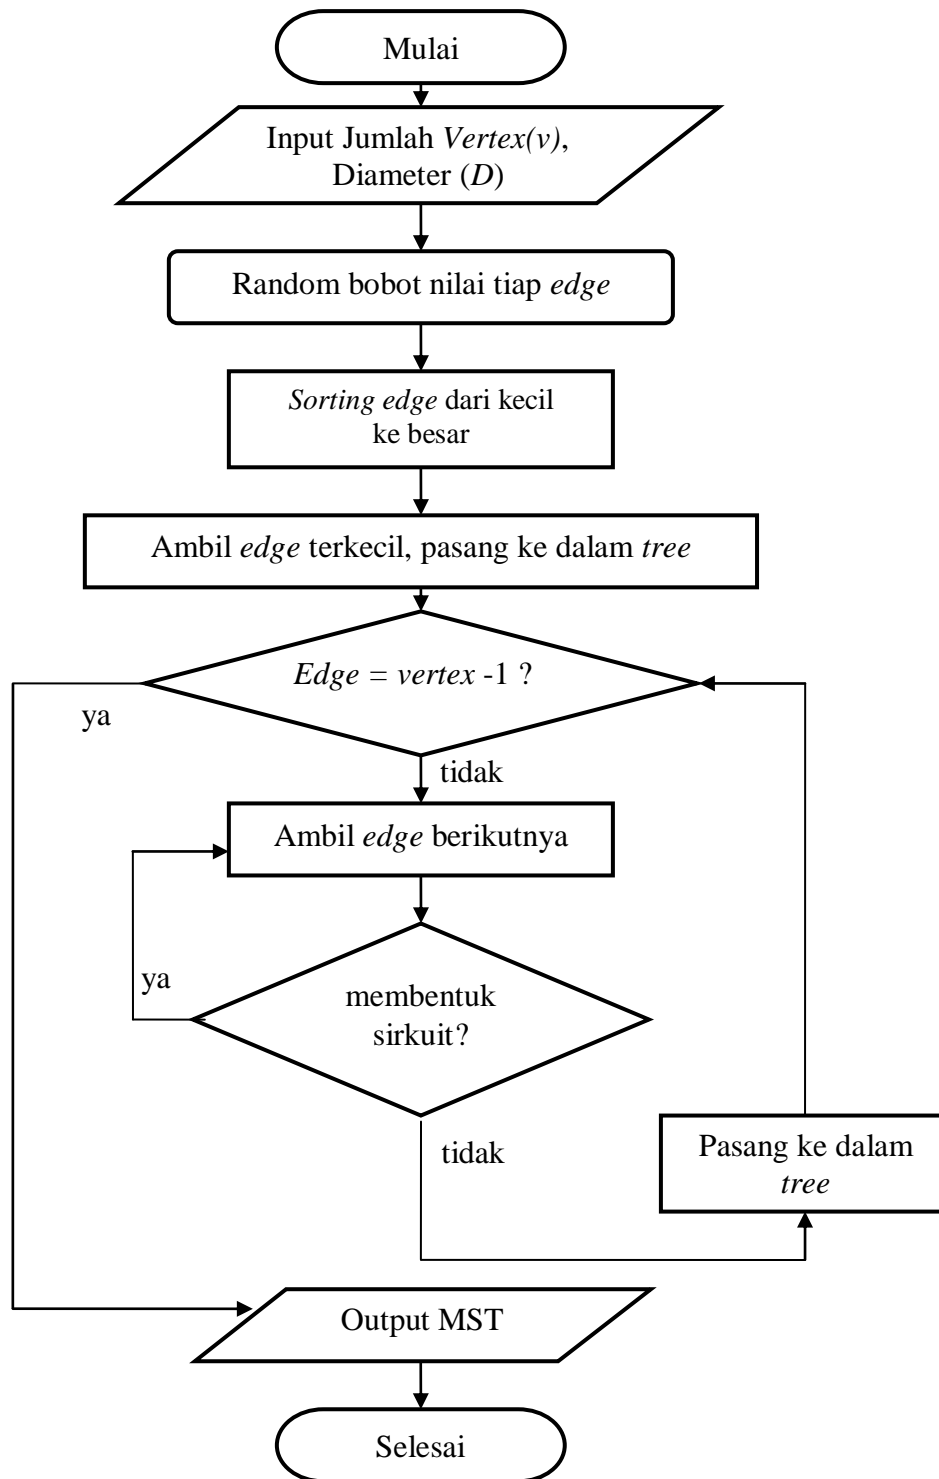 Mulai
Input Jumlah Vertex(v),
Diameter (D)
Random bobot nilai tiap edge
Sorting edge dari kecil
ke besar
Ambil edge terkecil, pasang ke dalam tree
Edge = vertex -1 ?
ya
tidak
Ambil edge berikutnya
ya
membentuk
sirkuit?
tidak
Pasang ke dalam
tree
Output MST
Selesai